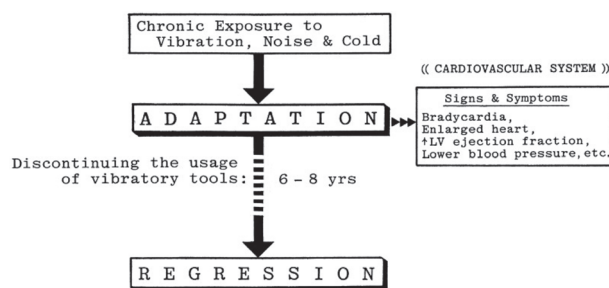 Chronic Exposure to
Vibration, Noise & Cold
(( CARDIOVASCULAR SYSTEM ))
A D A P T A T I O N
Signs & Symptoms
Bradycardia,
Enlarged heart,
↑LV ejection fraction,
Lower blood pressure, etc.
Discontinuing the usage
of vibratory tools: 6 – 8 yrs
R E G R E S S I O N